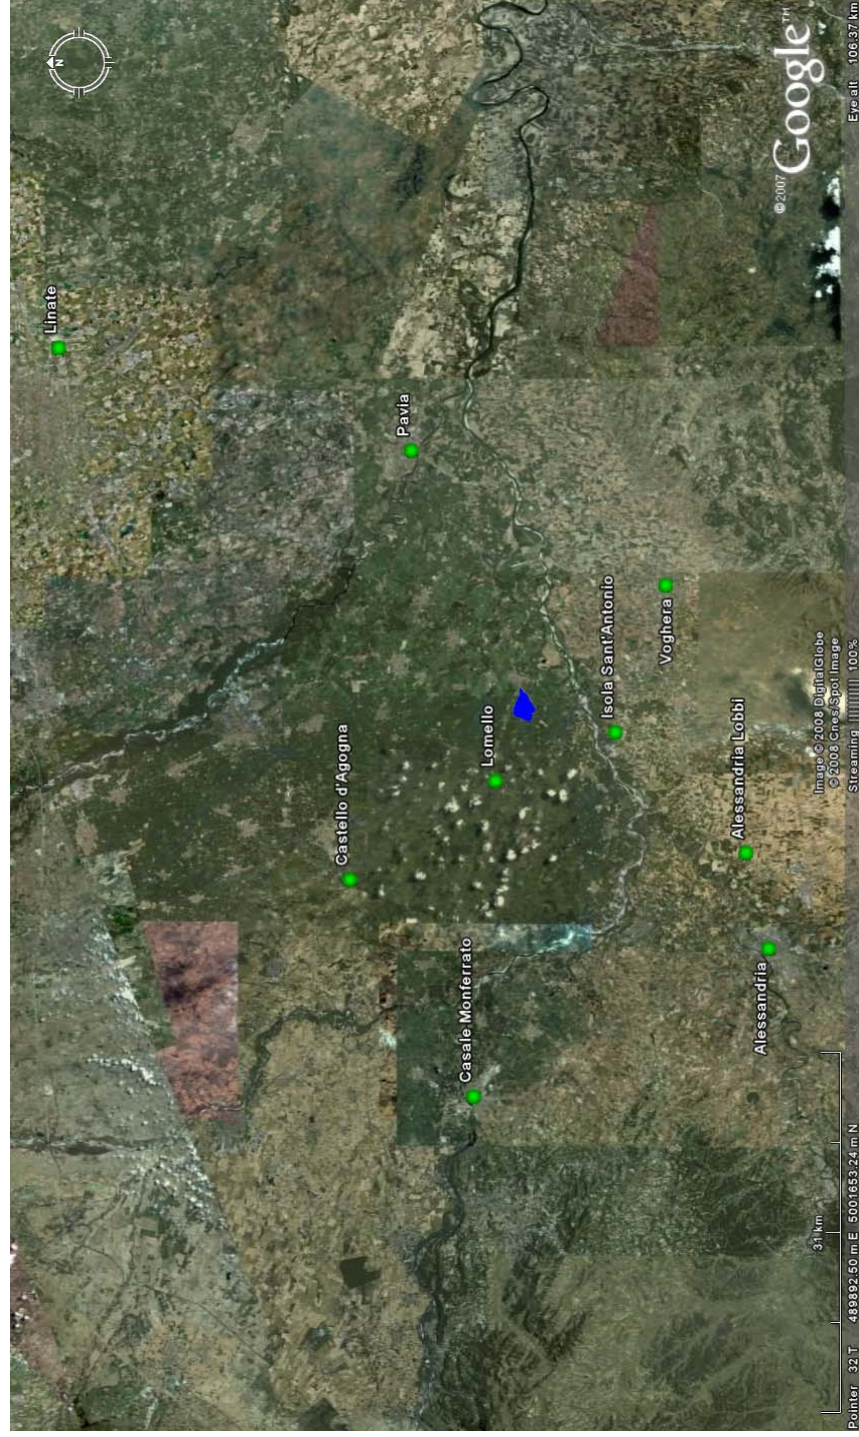 N
Linate
Pavia
Castello d'Agogna
Lomello
Casale Monferrato
Isola Sant'Antonio
Voghera
Alessandria Lobbi
Alessandria
31 km
Image © 2008 DigitalGlobe
© 2008 Cnes/Spot Image
©2007 Google™
Pointer 32 T 489892.50 m E 5001653.24 m N Streaming |||||||||| 100% Eye alt 106.37 km